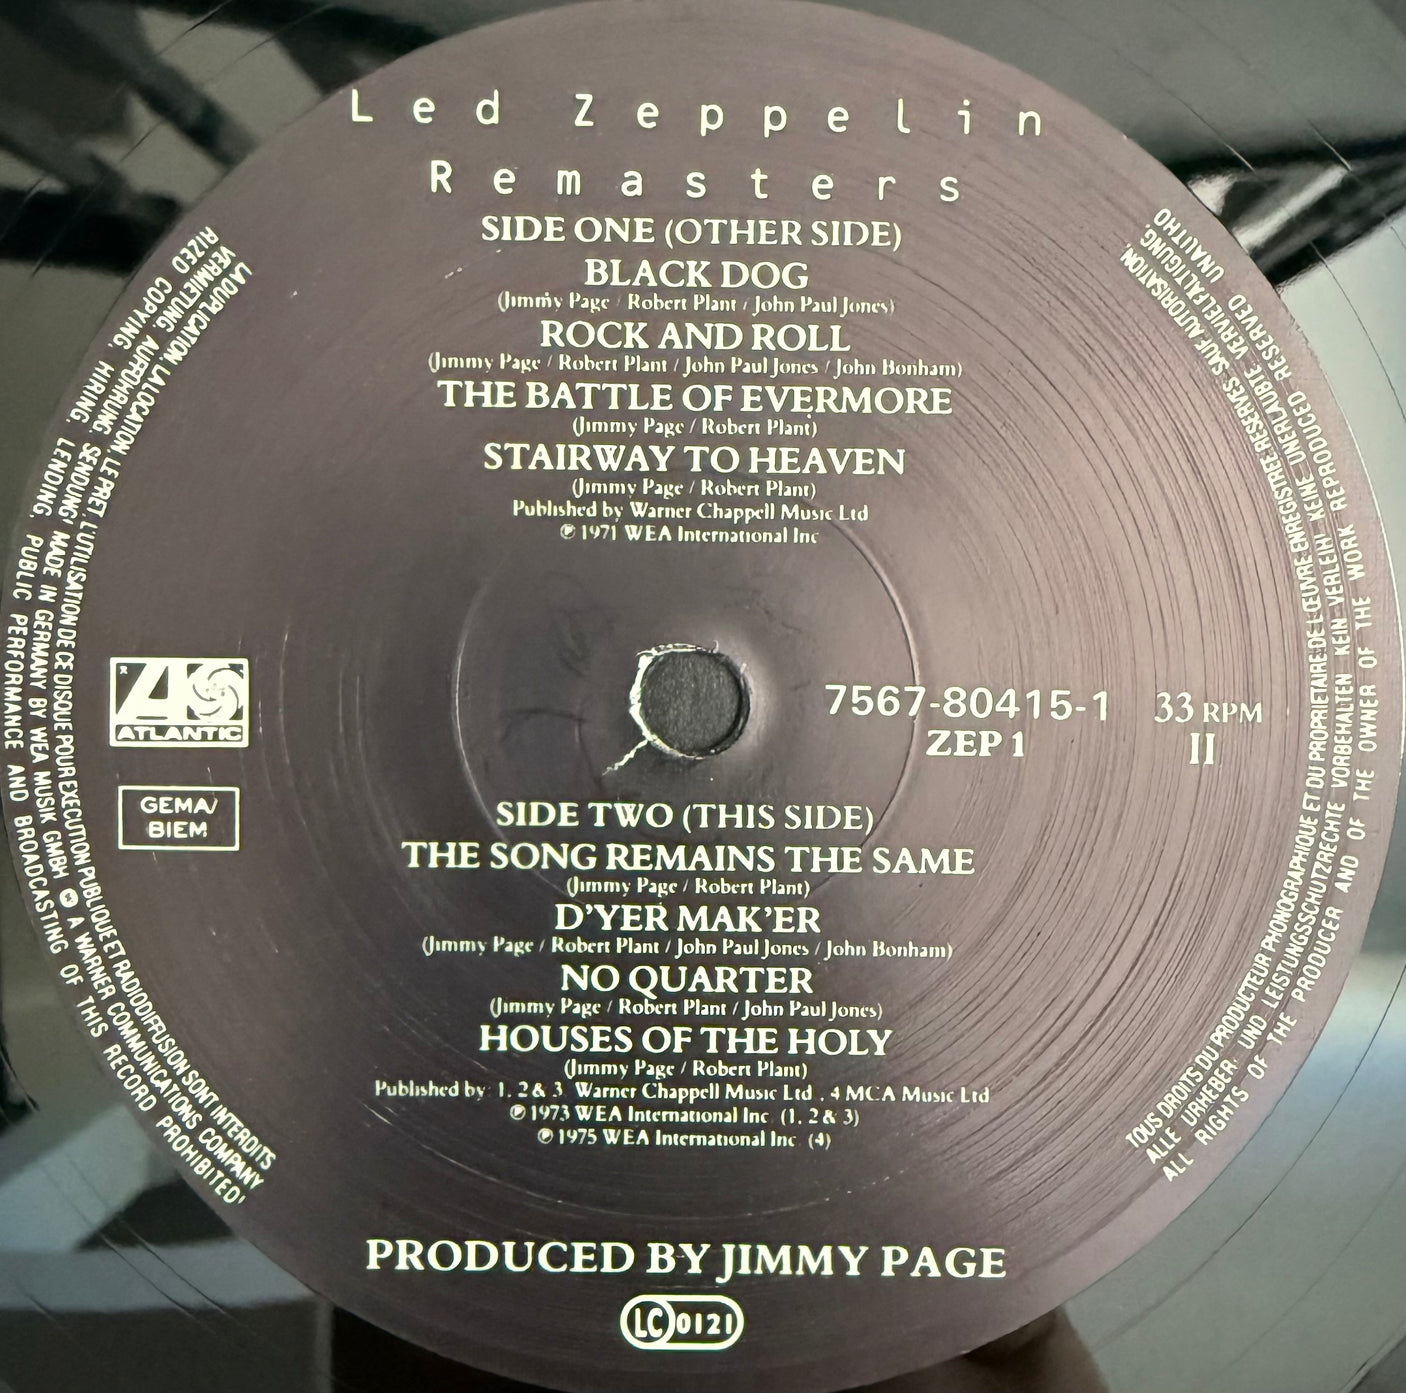 Led Zeppelin
Remasters
SIDE ONE (OTHER SIDE)
BLACK DOG
(Jimmy Page / Robert Plant / John Paul Jones)
ROCK AND ROLL
(Jimmy Page / Robert Plant / John Paul Jones / John Bonham)
THE BATTLE OF EVERMORE
(Jimmy Page / Robert Plant)
STAIRWAY TO HEAVEN
(Jimmy Page / Robert Plant)
Published by Warner Chappell Music Ltd
℗ 1971 WEA International Inc
ATLANTIC
GEMA/
BIEM
7567-80415-1 33 RPM
ZEP 1 II
SIDE TWO (THIS SIDE)
THE SONG REMAINS THE SAME
(Jimmy Page / Robert Plant)
D'YER MAK'ER
(Jimmy Page / Robert Plant / John Paul Jones / John Bonham)
NO QUARTER
(Jimmy Page / Robert Plant / John Paul Jones)
HOUSES OF THE HOLY
(Jimmy Page / Robert Plant)
Published by 1, 2 & 3 Warner Chappell Music Ltd , 4 MCA Music Ltd
℗ 1973 WEA International Inc (1, 2 & 3)
℗ 1975 WEA International Inc (4)
PRODUCED BY JIMMY PAGE
LC 0121
TOUS DROITS DU PRODUCTEUR PHONOGRAPHIQUE ET DU PROPRIETAIRE DE L'ŒUVRE ENREGISTREE RESERVES. SAUF AUTORISATION,
LA DUPLICATION, LA LOCATION, LE PRET, L'UTILISATION DE CE DISQUE POUR EXECUTION PUBLIQUE ET RADIODIFFUSION SONT INTERDITS
ALLE URHEBER- UND LEISTUNGSSCHUTZRECHTE VORBEHALTEN KEIN VERLEIH! KEINE UNERLAUBTE VERVIELFÄLTIGUNG,
VERMIETUNG, AUFFÜHRUNG, SENDUNG! MADE IN GERMANY BY WEA MUSIK GMBH A WARNER COMMUNICATIONS COMPANY
ALL RIGHTS OF THE PRODUCER AND OF THE OWNER OF THE WORK REPRODUCED RESERVED UNAUTHO
RIZED COPYING, HIRING, LENDING, PUBLIC PERFORMANCE AND BROADCASTING OF THIS RECORD PROHIBITED!